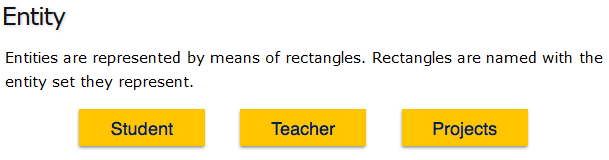 Entity
Entities are represented by means of rectangles. Rectangles are named with the
entity set they represent.
Student Teacher Projects